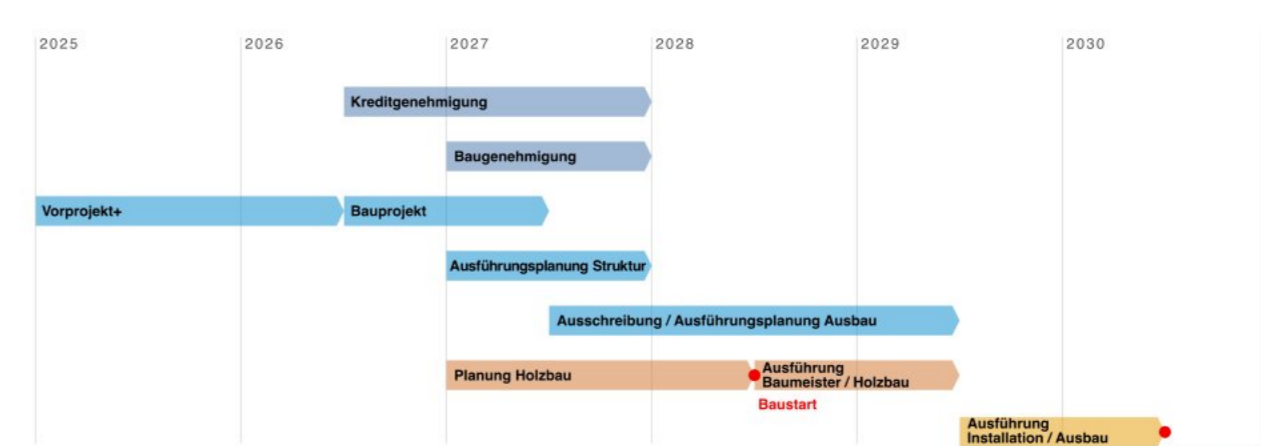 2025 2026 2027 2028 2029 2030
Kreditgenehmigung
Baugenehmigung
Vorprojekt+ Bauprojekt
Ausführungsplanung Struktur
Ausschreibung / Ausführungsplanung Ausbau
Planung Holzbau
Ausführung
Baumeister / Holzbau
Baustart
Ausführung
Installation / Ausbau